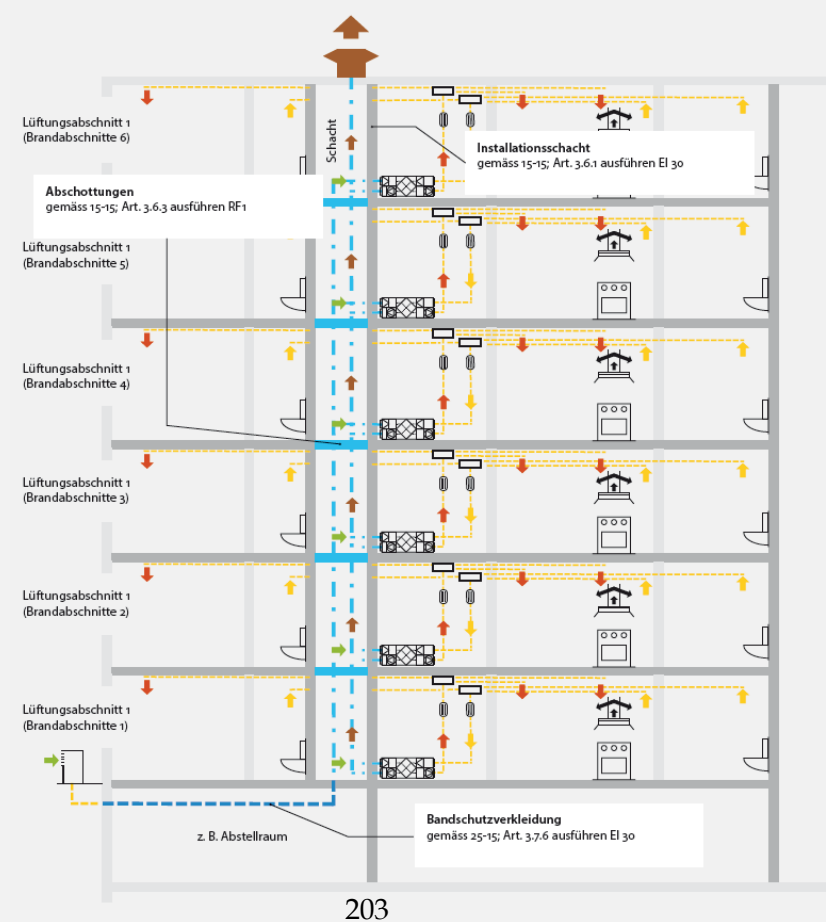 Lüftungsabschnitt 1
(Brandabschnitte 6)
Schacht
Installationsschacht
gemäss 15-15; Art. 3.6.1 ausführen EI 30
Abschottungen
gemäss 15-15; Art. 3.6.3 ausführen RF1
Lüftungsabschnitt 1
(Brandabschnitte 5)
Lüftungsabschnitt 1
(Brandabschnitte 4)
Lüftungsabschnitt 1
(Brandabschnitte 3)
Lüftungsabschnitt 1
(Brandabschnitte 2)
Lüftungsabschnitt 1
(Brandabschnitte 1)
Bandschutzverkleidung
gemäss 25-15; Art. 3.7.6 ausführen EI 30
z. B. Abstellraum
203